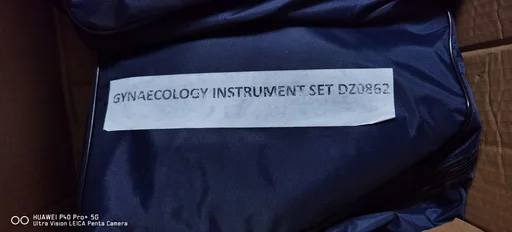 GYNAECOLOGY INSTRUMENT SET DZ0862
HUAWEI P40 Pro+ 5G
Ultra Vision LEICA Penta Camera